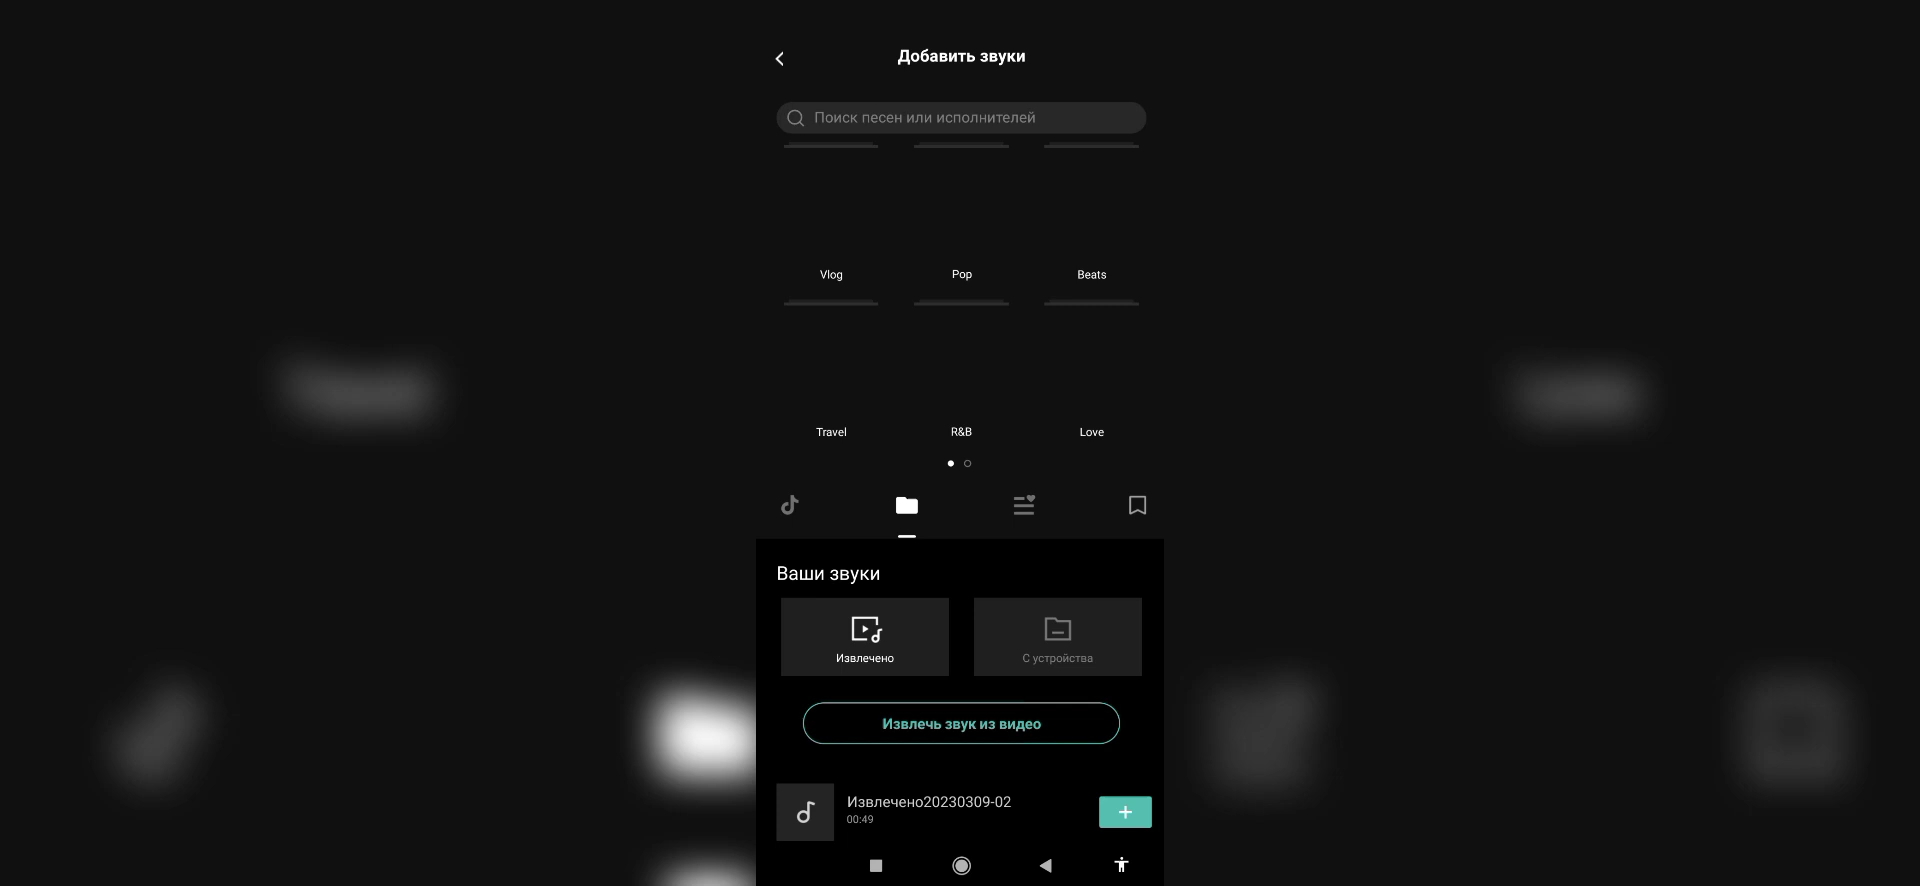 Добавить звуки
Поиск песен или исполнителей
Vlog Pop Beats
Travel R&B Love
Ваши звуки
Извлечено С устройства
Извлечь звук из видео
Извлечено20230309-02
00:49